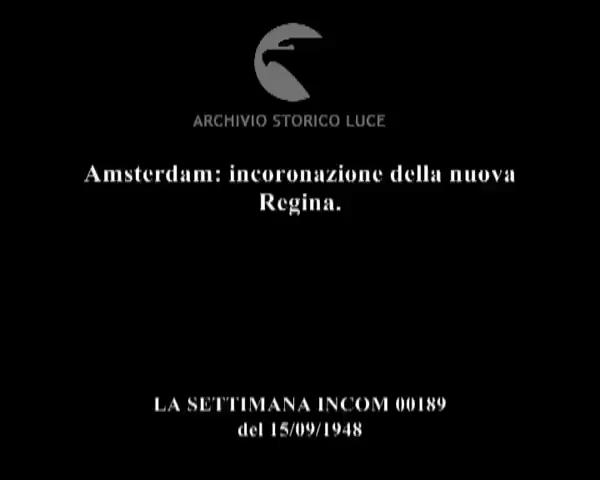 ARCHIVIO STORICO LUCE
Amsterdam: incoronazione della nuova
Regina.
LA SETTIMANA INCOM 00189
del 15/09/1948